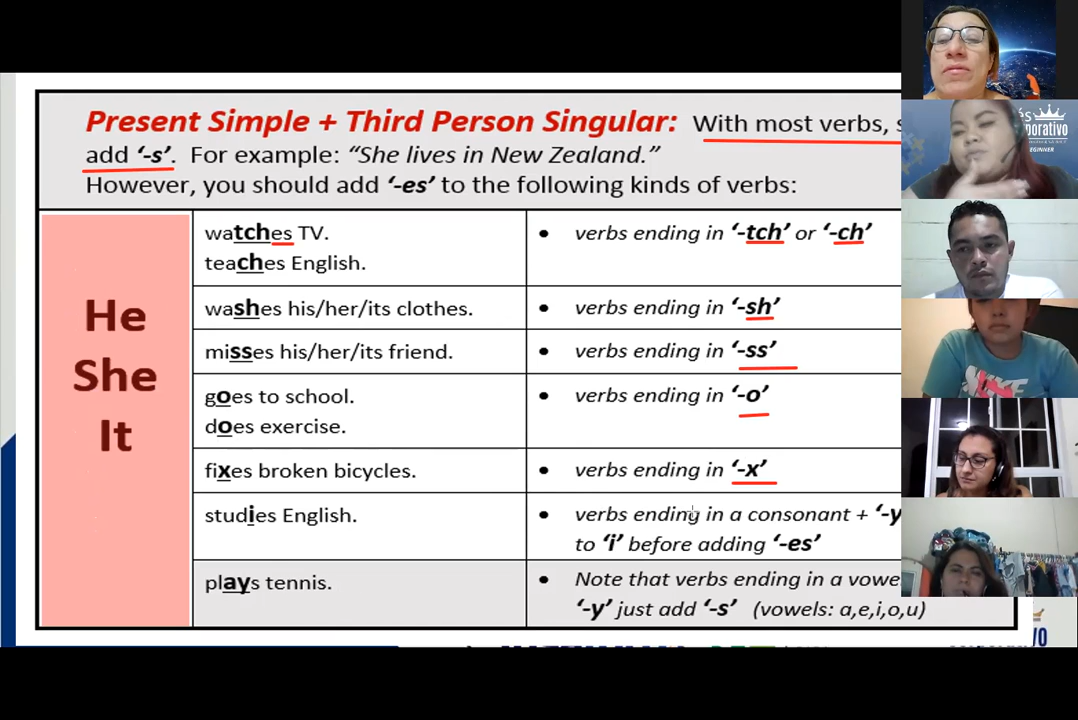 Present Simple + Third Person Singular: With most verbs,
add ‘-s’. For example: “She lives in New Zealand.”
However, you should add ‘-es’ to the following kinds of verbs:
He
She
It
watches TV.
teaches English.
• verbs ending in ‘-tch’ or ‘-ch’
washes his/her/its clothes.
• verbs ending in ‘-sh’
misses his/her/its friend.
• verbs ending in ‘-ss’
goes to school.
does exercise.
• verbs ending in ‘-o’
fixes broken bicycles.
• verbs ending in ‘-x’
studies English.
• verbs ending in a consonant + ‘-y
to ‘i’ before adding ‘-es’
plays tennis.
• Note that verbs ending in a vowe
‘-y’ just add ‘-s’ (vowels: a,e,i,o,u)